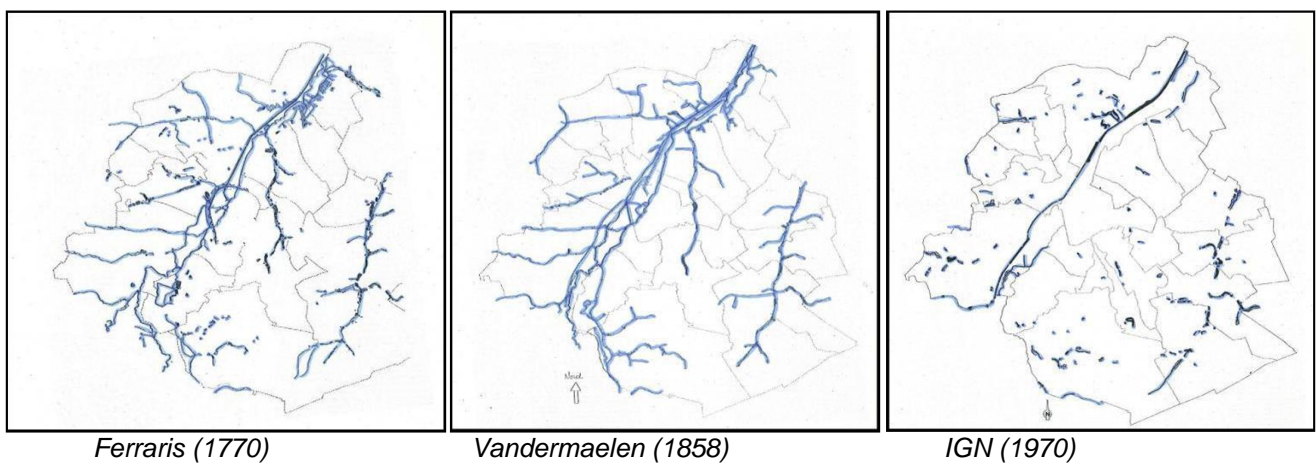 Nord
N
Ferraris (1770)
Vandermaelen (1858)
IGN (1970)